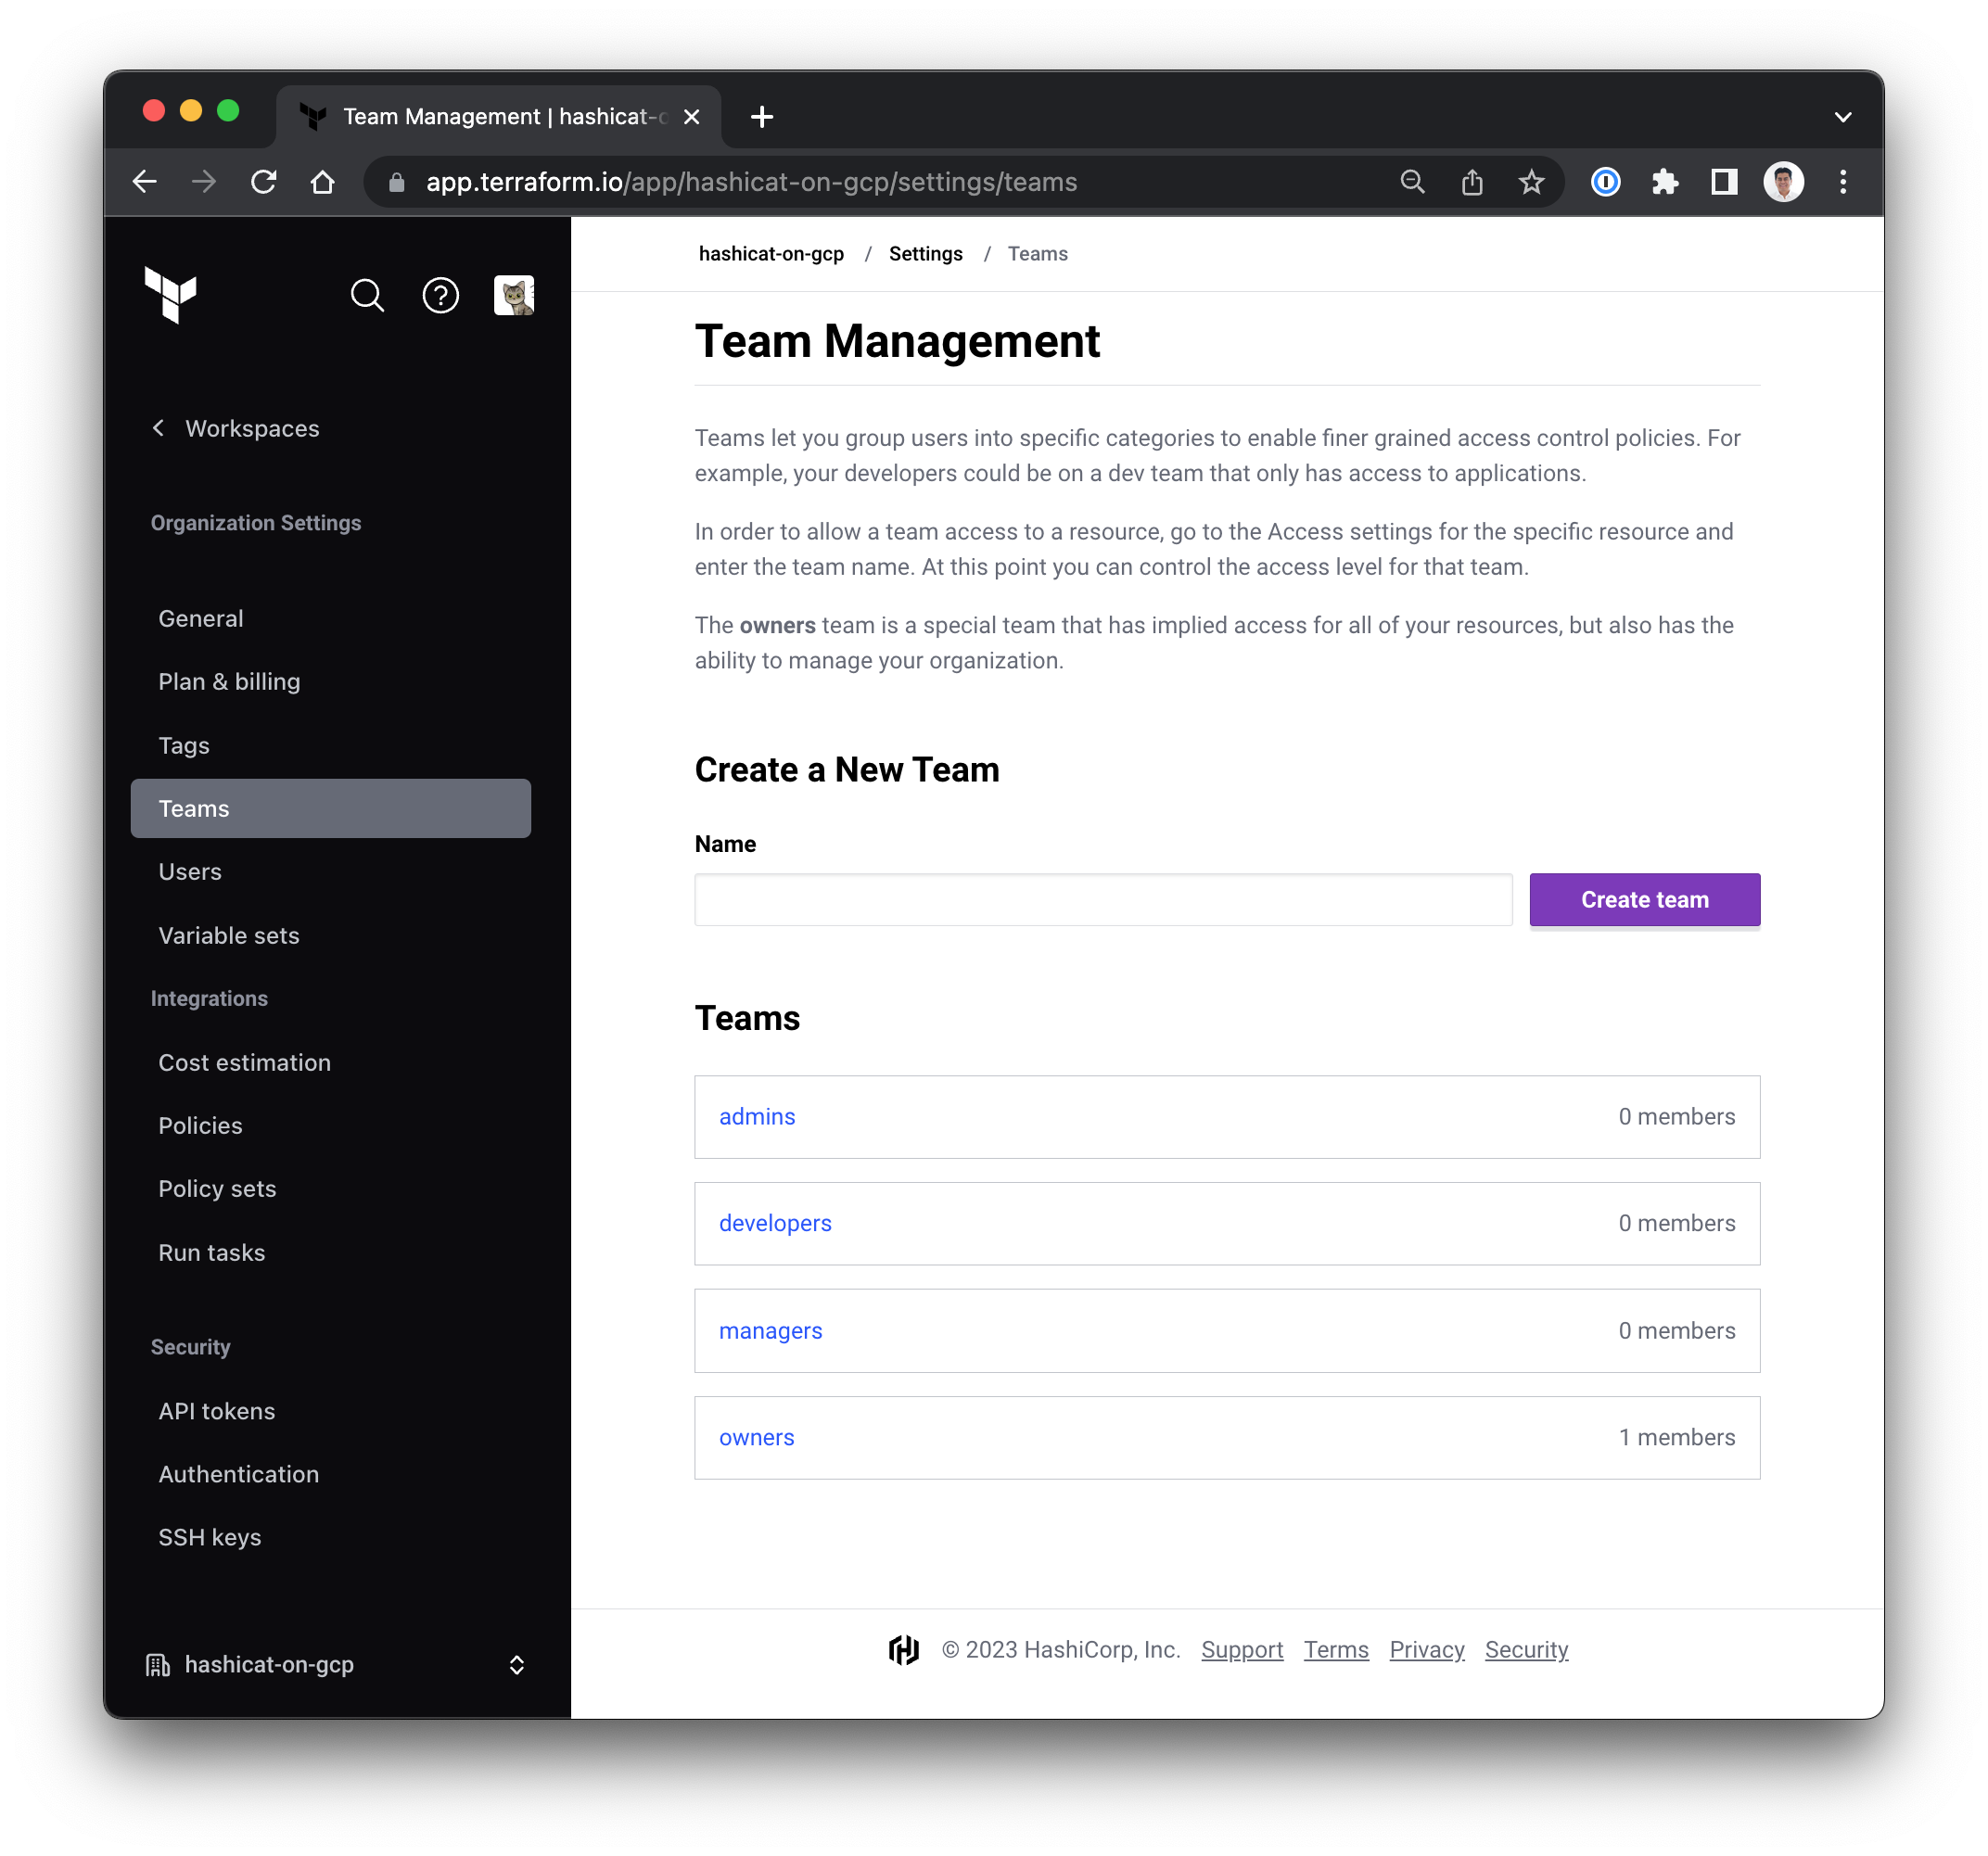 Team Management | hashicat-o
app.terraform.io/app/hashicat-on-gcp/settings/teams
Workspaces
Organization Settings
General
Plan & billing
Tags
Teams
Users
Variable sets
Integrations
Cost estimation
Policies
Policy sets
Run tasks
Security
API tokens
Authentication
SSH keys
hashicat-on-gcp
hashicat-on-gcp / Settings / Teams
Team Management
Teams let you group users into specific categories to enable finer grained access control policies. For
example, your developers could be on a dev team that only has access to applications.
In order to allow a team access to a resource, go to the Access settings for the specific resource and
enter the team name. At this point you can control the access level for that team.
The owners team is a special team that has implied access for all of your resources, but also has the
ability to manage your organization.
Create a New Team
Name
Create team
Teams
admins 0 members
developers 0 members
managers 0 members
owners 1 members
© 2023 HashiCorp, Inc. Support Terms Privacy Security